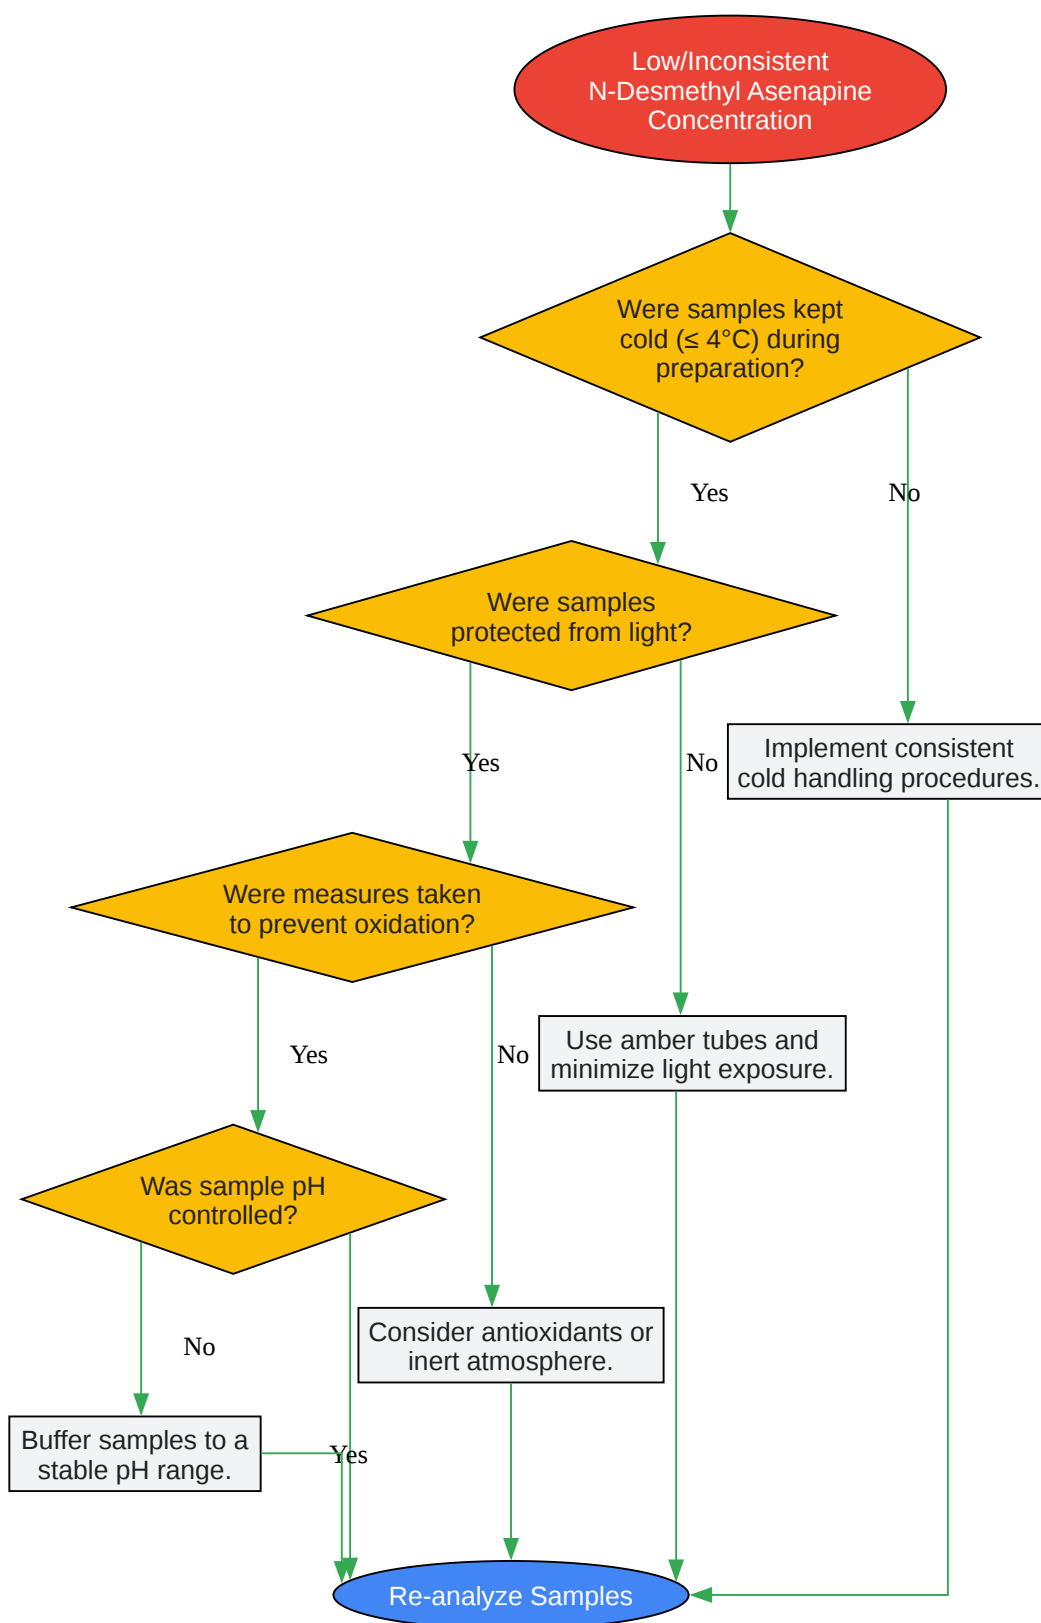 Low/Inconsistent
N-Desmethyl Asenapine
Concentration
Were samples kept
cold (≤ 4°C) during
preparation?
Yes
No
Were samples
protected from light?
Implement consistent
cold handling procedures.
Yes
No
Were measures taken
to prevent oxidation?
Use amber tubes and
minimize light exposure.
Yes
No
Was sample pH
controlled?
Consider antioxidants or
inert atmosphere.
No
Buffer samples to a
stable pH range.
Yes
Re-analyze Samples